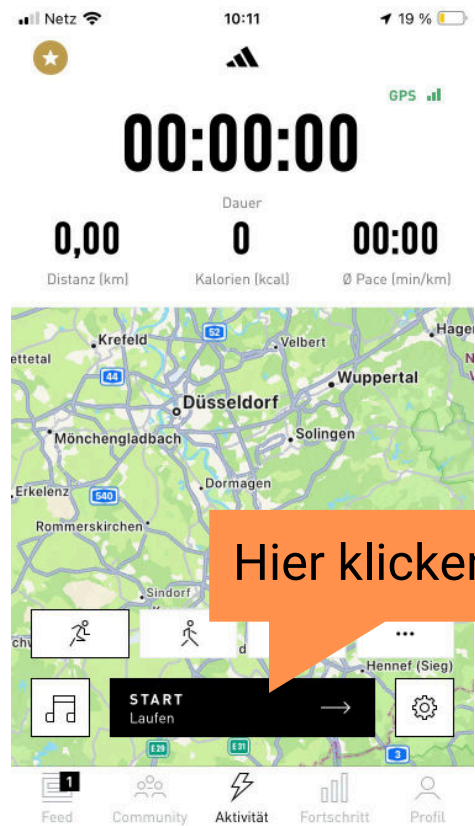 Netz 10:11 19 %
GPS
00:00:00
Dauer
0,00 0 00:00
Distanz (km) Kalorien (kcal) Ø Pace (min/km)
Krefeld 52 Velbert Hagen
ettetal
44 Wuppertal
Düsseldorf
Mönchengladbach Solingen
Erkelenz 540 Dormagen
Rommerskirchen
Hier klicken
Sindorf
Hennef (Sieg)
START
Laufen
E29 E31 3
1
Feed Community Aktivität Fortschritt Profil